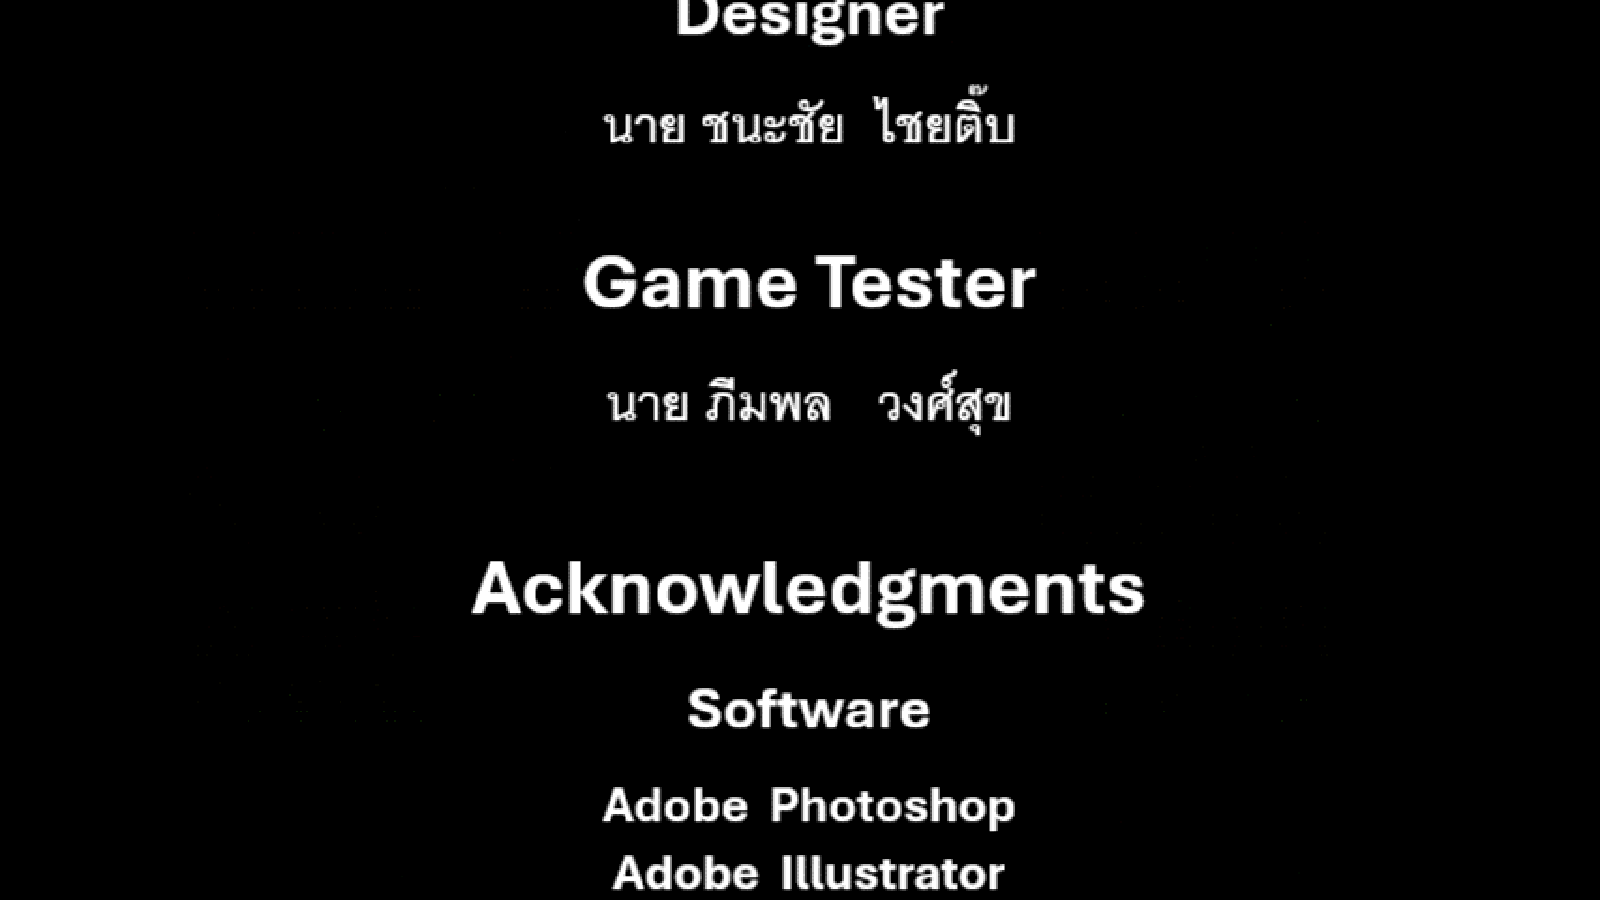 Designer
นาย ชนะชัย ไชยติ๊บ
Game Tester
นาย ภีมพล วงศ์สุข
Acknowledgments
Software
Adobe Photoshop
Adobe Illustrator